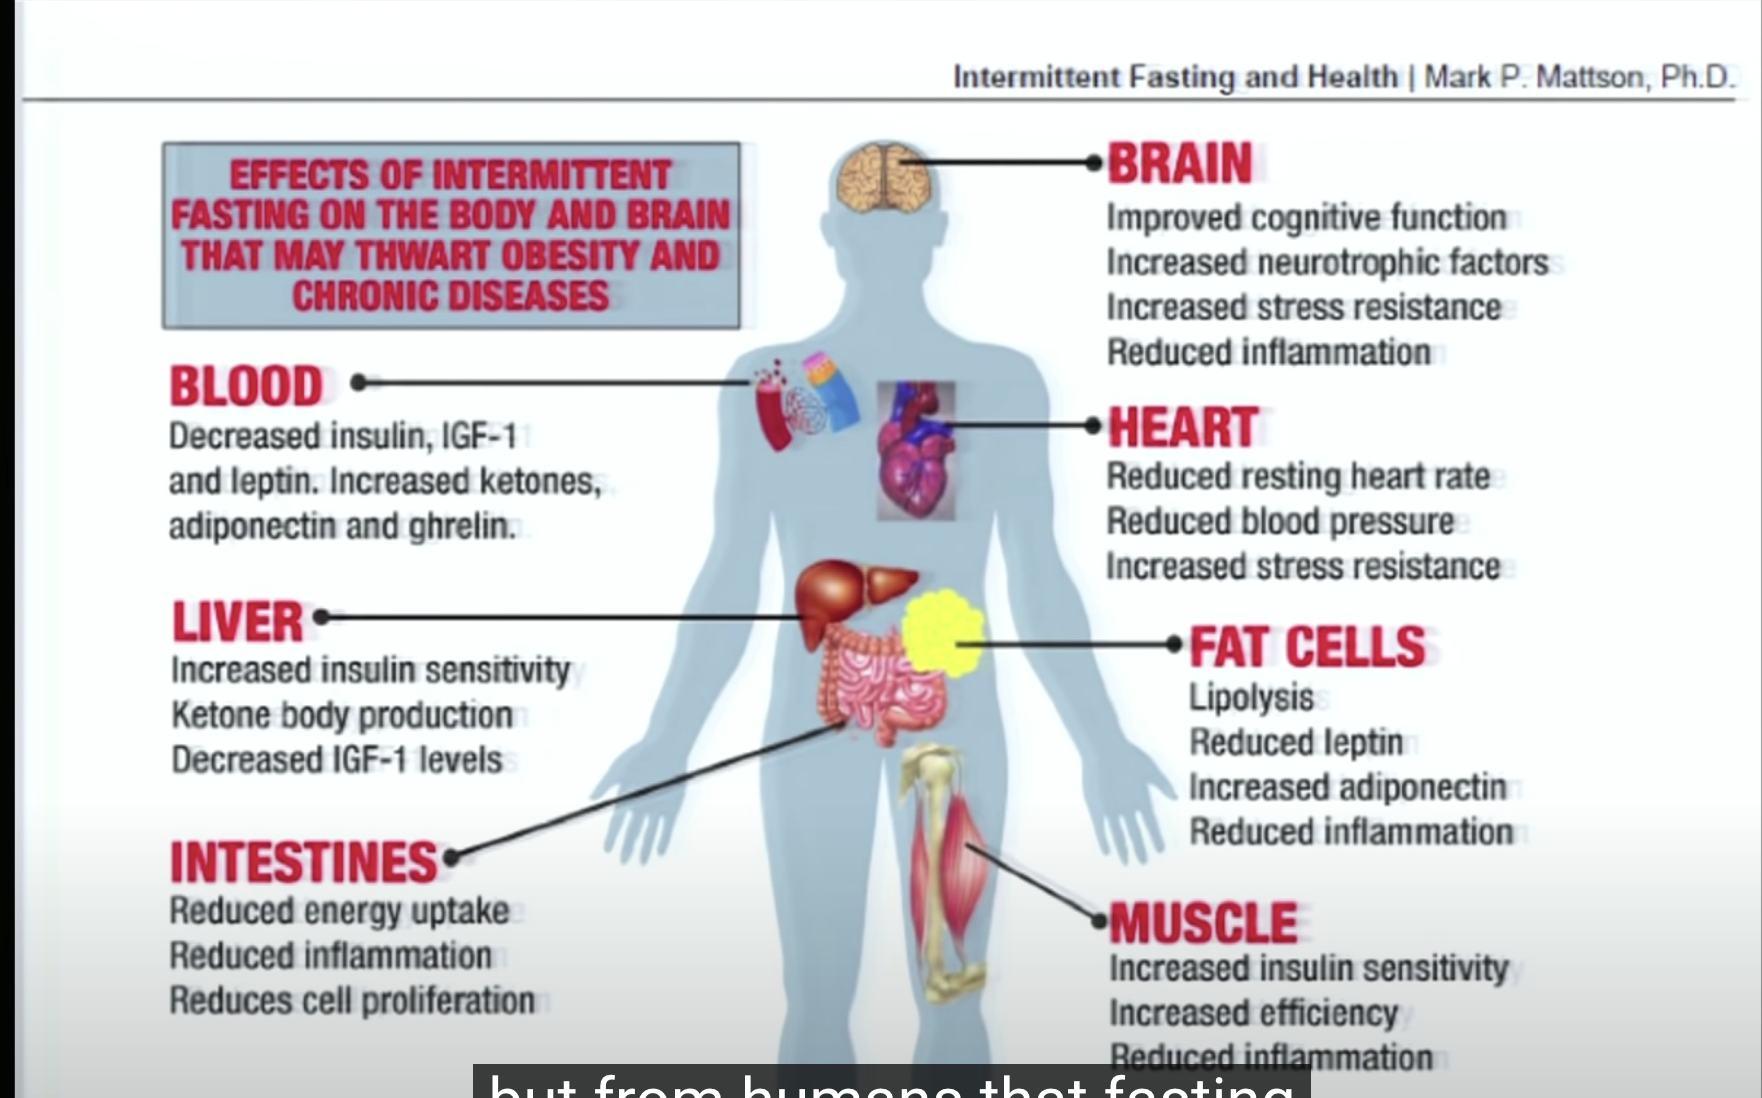 Intermittent Fasting and Health | Mark P. Mattson, Ph.D.
EFFECTS OF INTERMITTENT
FASTING ON THE BODY AND BRAIN
THAT MAY THWART OBESITY AND
CHRONIC DISEASES
BLOOD
Decreased insulin, IGF-1
and leptin. Increased ketones,
adiponectin and ghrelin.
LIVER
Increased insulin sensitivity
Ketone body production
Decreased IGF-1 levels
INTESTINES
Reduced energy uptake
Reduced inflammation
Reduces cell proliferation
BRAIN
Improved cognitive function
Increased neurotrophic factors
Increased stress resistance
Reduced inflammation
HEART
Reduced resting heart rate
Reduced blood pressure
Increased stress resistance
FAT CELLS
Lipolysis
Reduced leptin
Increased adiponectin
Reduced inflammation
MUSCLE
Increased insulin sensitivity
Increased efficiency
Reduced inflammation
but from humans that fasting